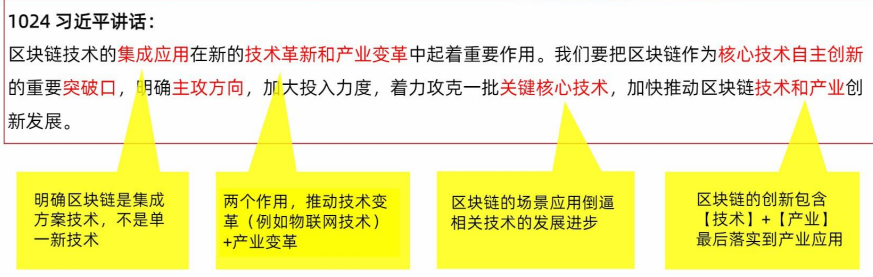 1024 习近平讲话：
区块链技术的集成应用在新的技术革新和产业变革中起着重要作用。我们要把区块链作为核心技术自主创新
的重要突破口，明确主攻方向，加大投入力度，着力攻克一批关键核心技术，加快推动区块链技术和产业创
新发展。
明确区块链是集成
方案技术，不是单
一新技术
两个作用，推动技术变
革（例如物联网技术）
+产业变革
区块链的场景应用倒逼
相关技术的发展进步
区块链的创新包含
【技术】+【产业】
最后落实到产业应用